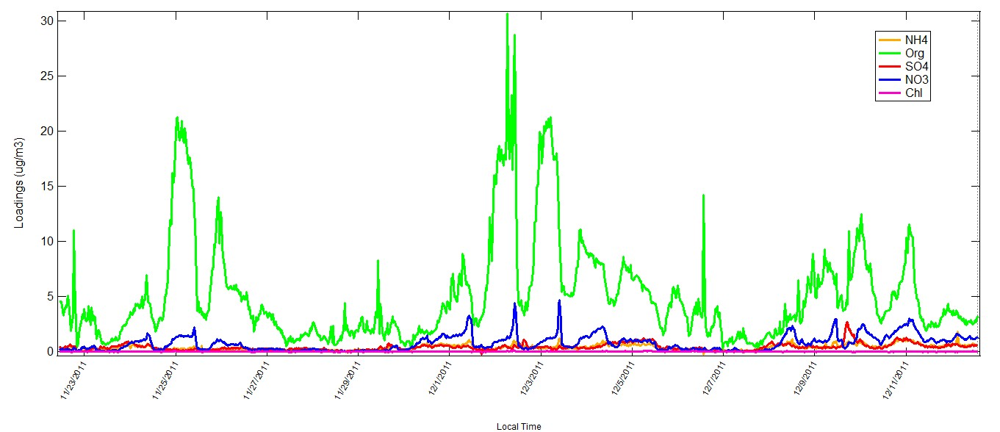 30
25
20
15
10
5
0
Loadings (ug/m3)
NH4
Org
SO4
NO3
Chl
11/23/2011
11/25/2011
11/27/2011
11/29/2011
12/1/2011
12/3/2011
12/5/2011
12/7/2011
12/9/2011
12/11/2011
Local Time